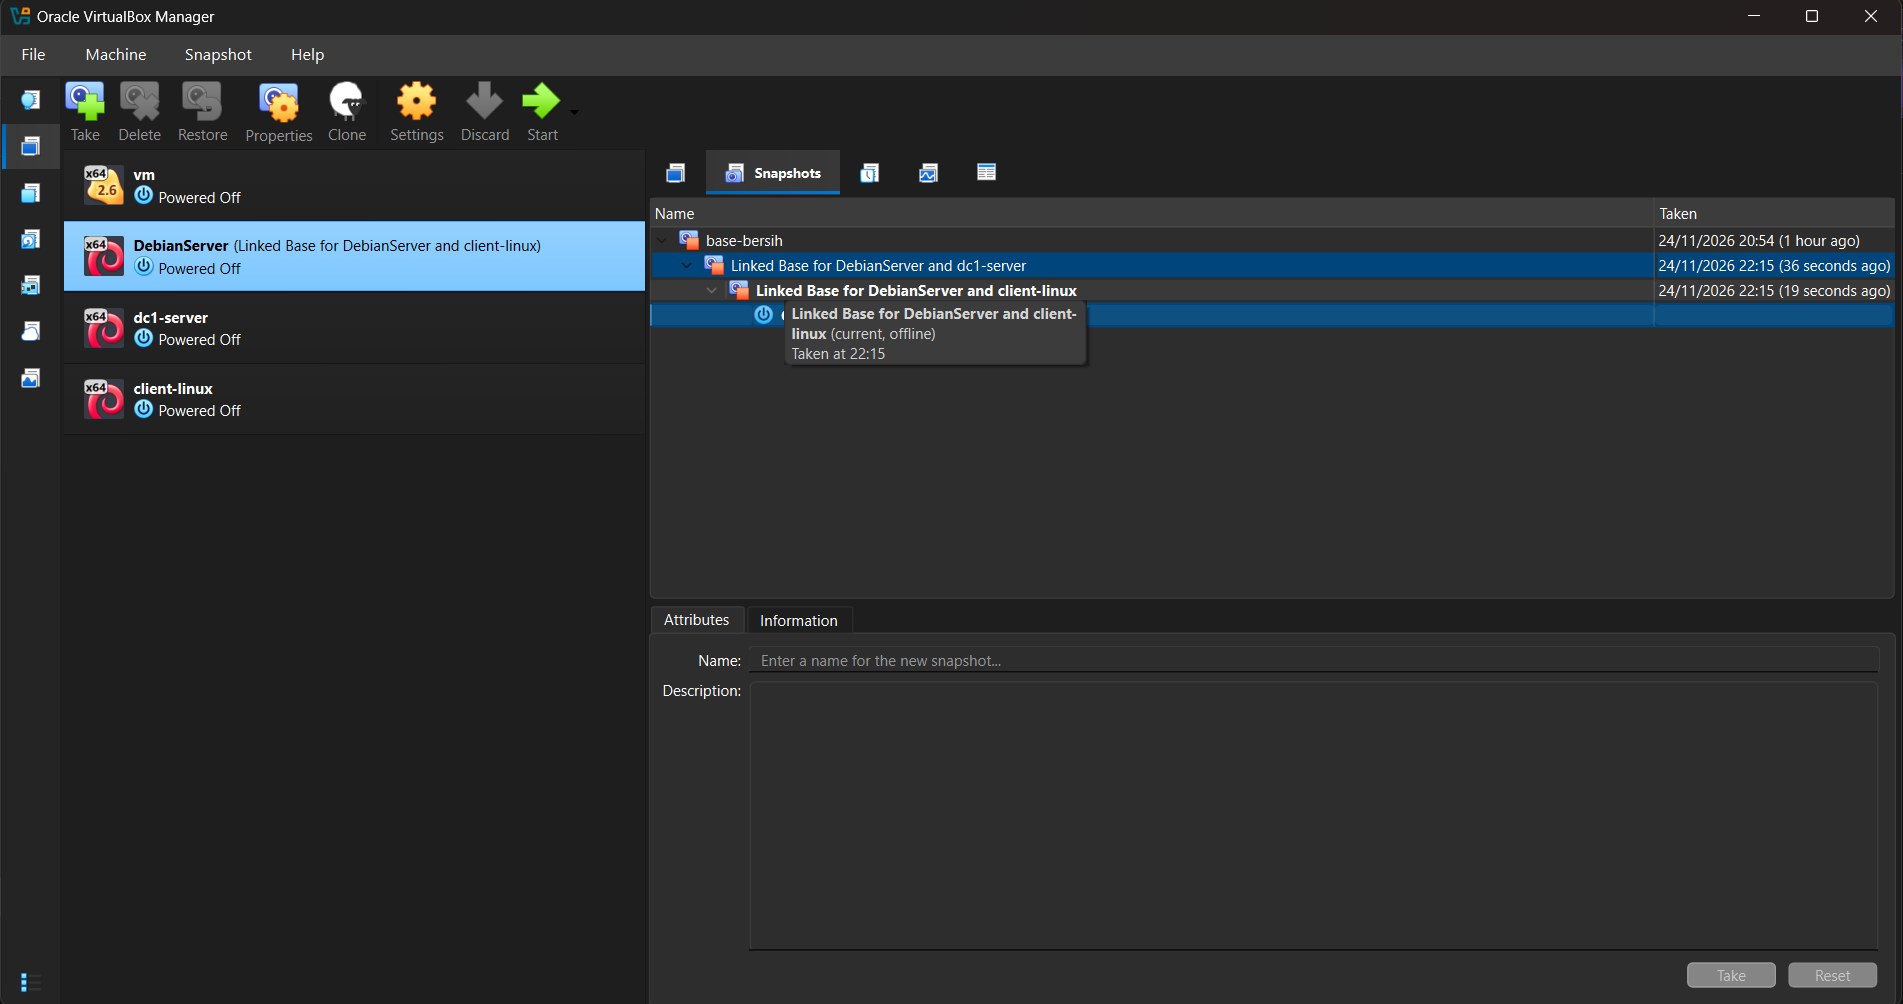 Oracle VirtualBox Manager
File Machine Snapshot Help
Take Delete Restore Properties Clone Settings Discard Start
x64 2.6
vm
Powered Off
x64
DebianServer (Linked Base for DebianServer and client-linux)
Powered Off
x64
dc1-server
Powered Off
x64
client-linux
Powered Off
Snapshots
Name Taken
base-bersih 24/11/2026 20:54 (1 hour ago)
Linked Base for DebianServer and dc1-server 24/11/2026 22:15 (36 seconds ago)
Linked Base for DebianServer and client-linux 24/11/2026 22:15 (19 seconds ago)
Linked Base for DebianServer and client-
linux (current, offline)
Taken at 22:15
Attributes Information
Name: Enter a name for the new snapshot...
Description:
Take Reset